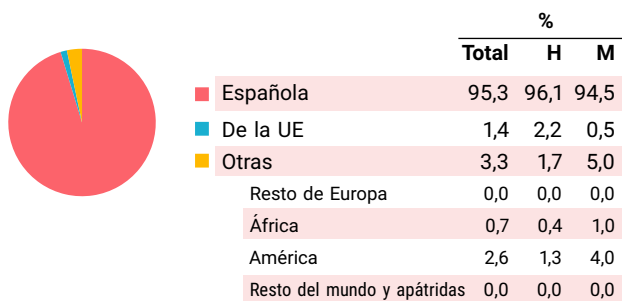 %
Total H M
Española 95,3 96,1 94,5
De la UE 1,4 2,2 0,5
Otras 3,3 1,7 5,0
Resto de Europa 0,0 0,0 0,0
África 0,7 0,4 1,0
América 2,6 1,3 4,0
Resto del mundo y apátridas 0,0 0,0 0,0